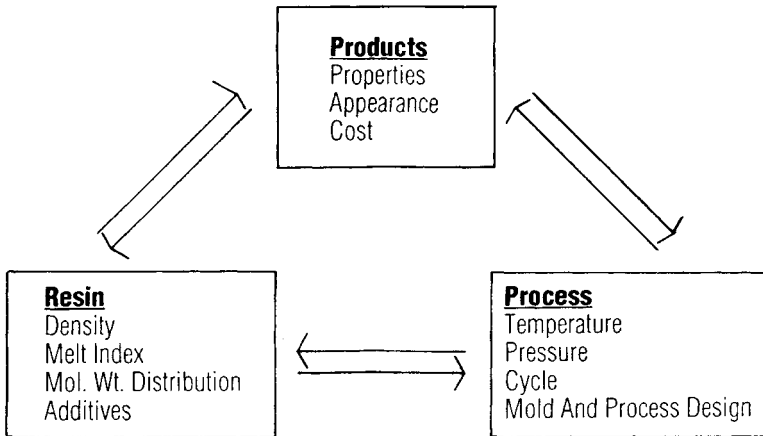 Products
Properties
Appearance
Cost
Resin
Density
Melt Index
Mol. Wt. Distribution
Additives
Process
Temperature
Pressure
Cycle
Mold And Process Design